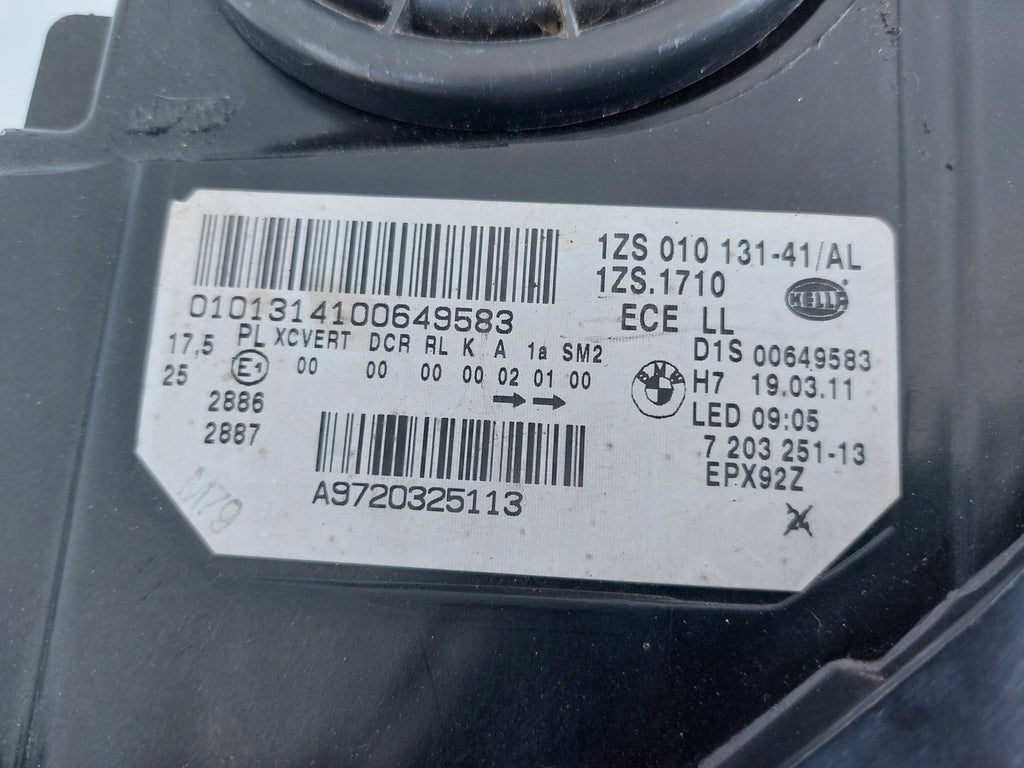 0101314100649583
1ZS 010 131-41/AL
1ZS.1710
HELLA
ECE LL
17,5 PL XCVERT DCR RL K A 1a SM2
25 E1 00 00 00 00 02 01 00
2886
2887
BMW
D1S 00649583
H7 19.03.11
LED 09:05
7 203 251-13
EPX92Z
A9720325113
M79